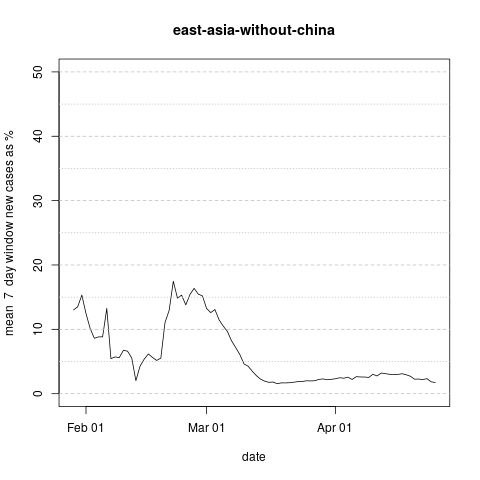 east-asia-without-china
mean 7 day window new cases as %
50
40
30
20
10
0
Feb 01
Mar 01
Apr 01
date